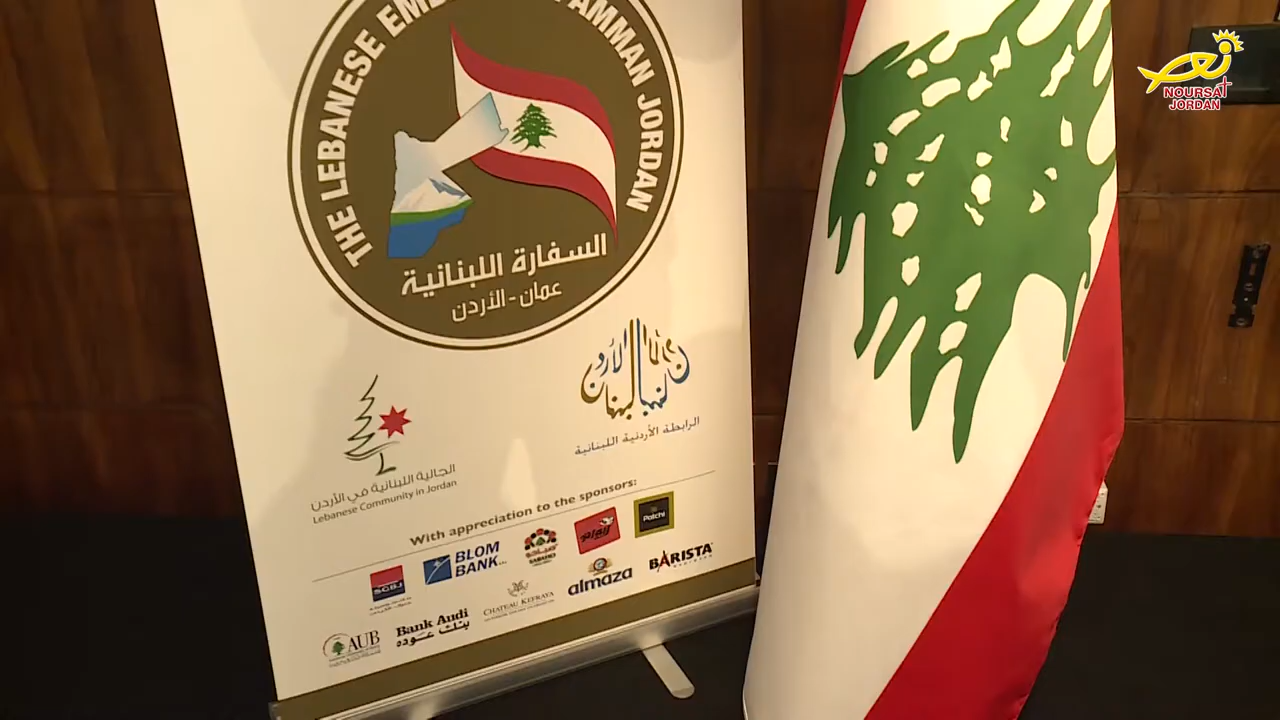 THE LEBANESE EMB AMMAN JORDAN
السفارة اللبنانية
عمان - الأردن
الرابطة الأردنية اللبنانية
الجالية اللبنانية في الأردن
Lebanese Community in Jordan
With appreciation to the sponsors:
SGBJ
BLOM BANK
Patchi
AUB
Bank Audi
بنك عوده
CHATEAU KEFRAYA
almaza
BARISTA
NOURSAT
JORDAN